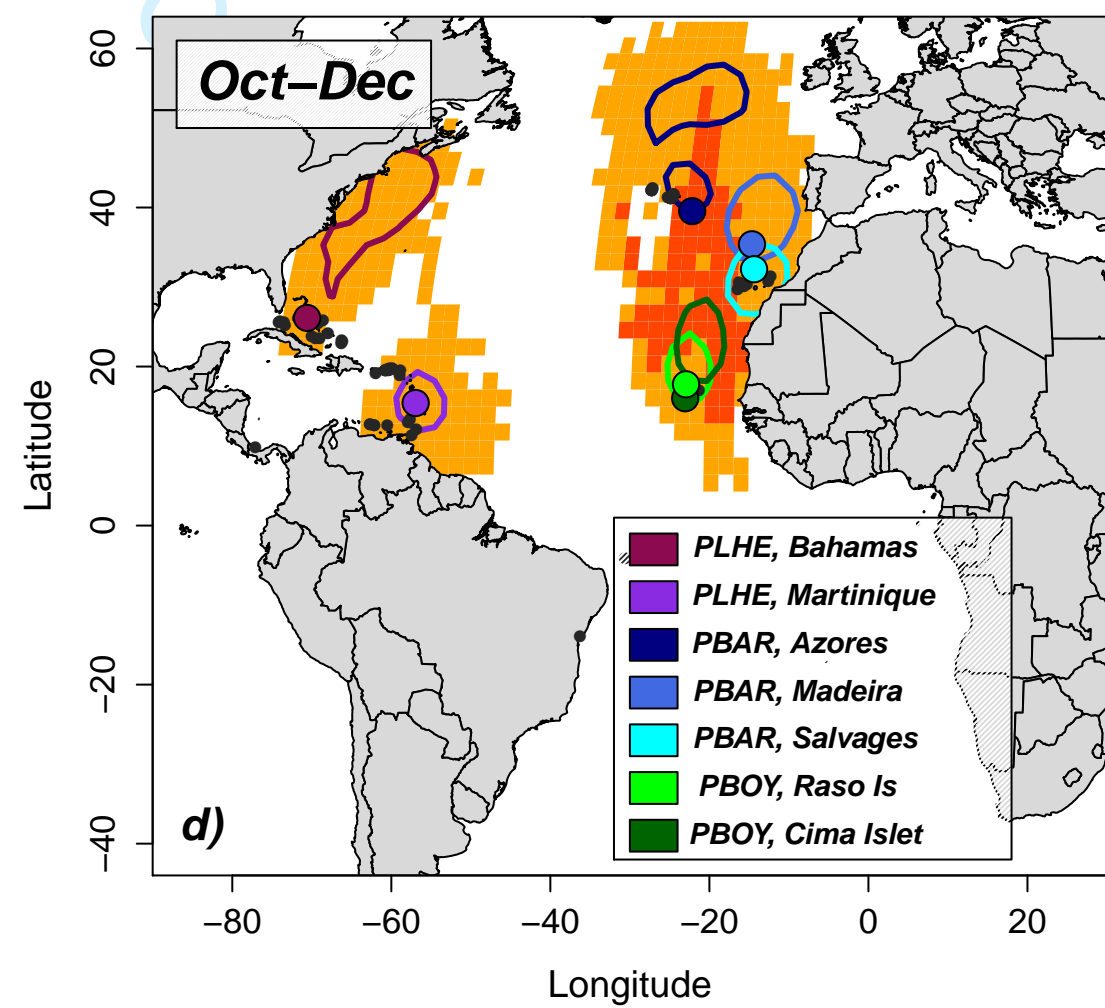 Oct–Dec
60
40
20
0
−20
−40
Latitude
PLHE, Bahamas
PLHE, Martinique
PBAR, Azores
PBAR, Madeira
PBAR, Salvages
PBOY, Raso Is
PBOY, Cima Islet
d)
−80 −60 −40 −20 0 20
Longitude